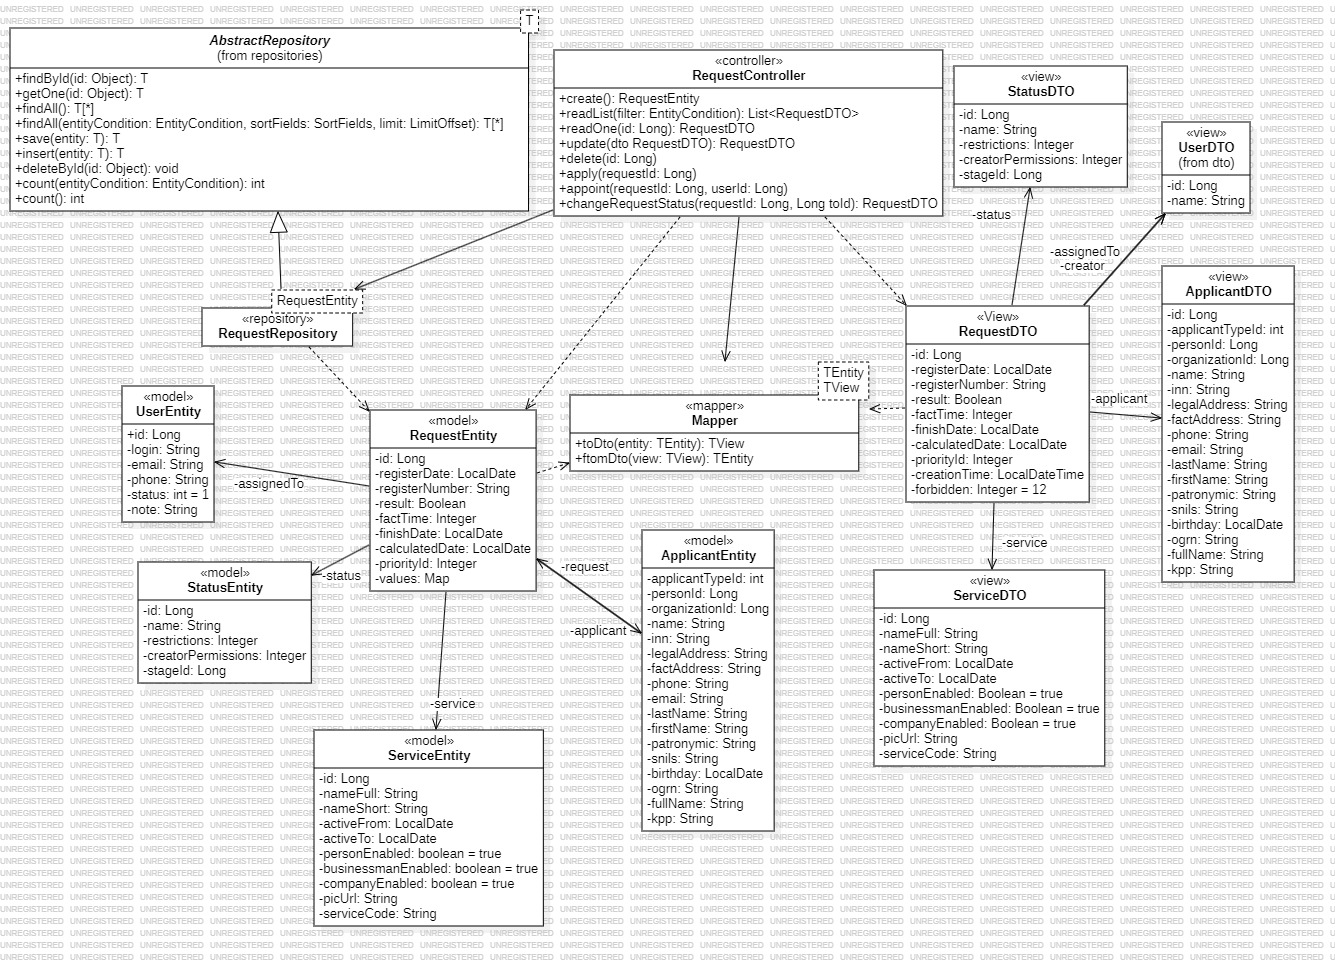 T
AbstractRepository
(from repositories)
+findById(id: Object): T
+getOne(id: Object): T
+findAll(): T[*]
+findAll(entityCondition: EntityCondition, sortFields: SortFields, limit: LimitOffset): T[*]
+save(entity: T): T
+insert(entity: T): T
+deleteById(id: Object): void
+count(entityCondition: EntityCondition): int
+count(): int
«controller»
RequestController
+create(): RequestEntity
+readList(filter: EntityCondition): List<RequestDTO>
+readOne(id: Long): RequestDTO
+update(dto RequestDTO): RequestDTO
+delete(id: Long)
+apply(requestId: Long)
+appoint(requestId: Long, userId: Long)
+changeRequestStatus(requestId: Long, Long toId): RequestDTO
«view»
StatusDTO
-id: Long
-name: String
-restrictions: Integer
-creatorPermissions: Integer
-stageId: Long
«view»
UserDTO
(from dto)
-id: Long
-name: String
-status
-assignedTo
-creator
«view»
ApplicantDTO
-id: Long
-applicantTypeId: int
-personId: Long
-organizationId: Long
-name: String
-inn: String
-legalAddress: String
-factAddress: String
-phone: String
-email: String
-lastName: String
-firstName: String
-patronymic: String
-snils: String
-birthday: LocalDate
-ogrn: String
-fullName: String
-kpp: String
RequestEntity
«repository»
RequestRepository
«View»
RequestDTO
-id: Long
-registerDate: LocalDate
-registerNumber: String
-result: Boolean
-factTime: Integer
-finishDate: LocalDate
-calculatedDate: LocalDate
-priorityId: Integer
-creationTime: LocalDateTime
-forbidden: Integer = 12
-applicant
TEntity
TView
«mapper»
Mapper
+toDto(entity: TEntity): TView
+ftomDto(view: TView): TEntity
«model»
UserEntity
+id: Long
-login: String
-email: String
-phone: String
-status: int = 1
-note: String
-assignedTo
«model»
RequestEntity
-id: Long
-registerDate: LocalDate
-registerNumber: String
-result: Boolean
-factTime: Integer
-finishDate: LocalDate
-calculatedDate: LocalDate
-priorityId: Integer
-values: Map
«model»
StatusEntity
-id: Long
-name: String
-restrictions: Integer
-creatorPermissions: Integer
-stageId: Long
-status
-request
-applicant
«model»
ApplicantEntity
-applicantTypeId: int
-personId: Long
-organizationId: Long
-name: String
-inn: String
-legalAddress: String
-factAddress: String
-phone: String
-email: String
-lastName: String
-firstName: String
-patronymic: String
-snils: String
-birthday: LocalDate
-ogrn: String
-fullName: String
-kpp: String
-service
«view»
ServiceDTO
-id: Long
-nameFull: String
-nameShort: String
-activeFrom: LocalDate
-activeTo: LocalDate
-personEnabled: Boolean = true
-businessmanEnabled: Boolean = true
-companyEnabled: Boolean = true
-picUrl: String
-serviceCode: String
-service
«model»
ServiceEntity
-id: Long
-nameFull: String
-nameShort: String
-activeFrom: LocalDate
-activeTo: LocalDate
-personEnabled: boolean = true
-businessmanEnabled: boolean = true
-companyEnabled: boolean = true
-picUrl: String
-serviceCode: String
UNREGISTERED